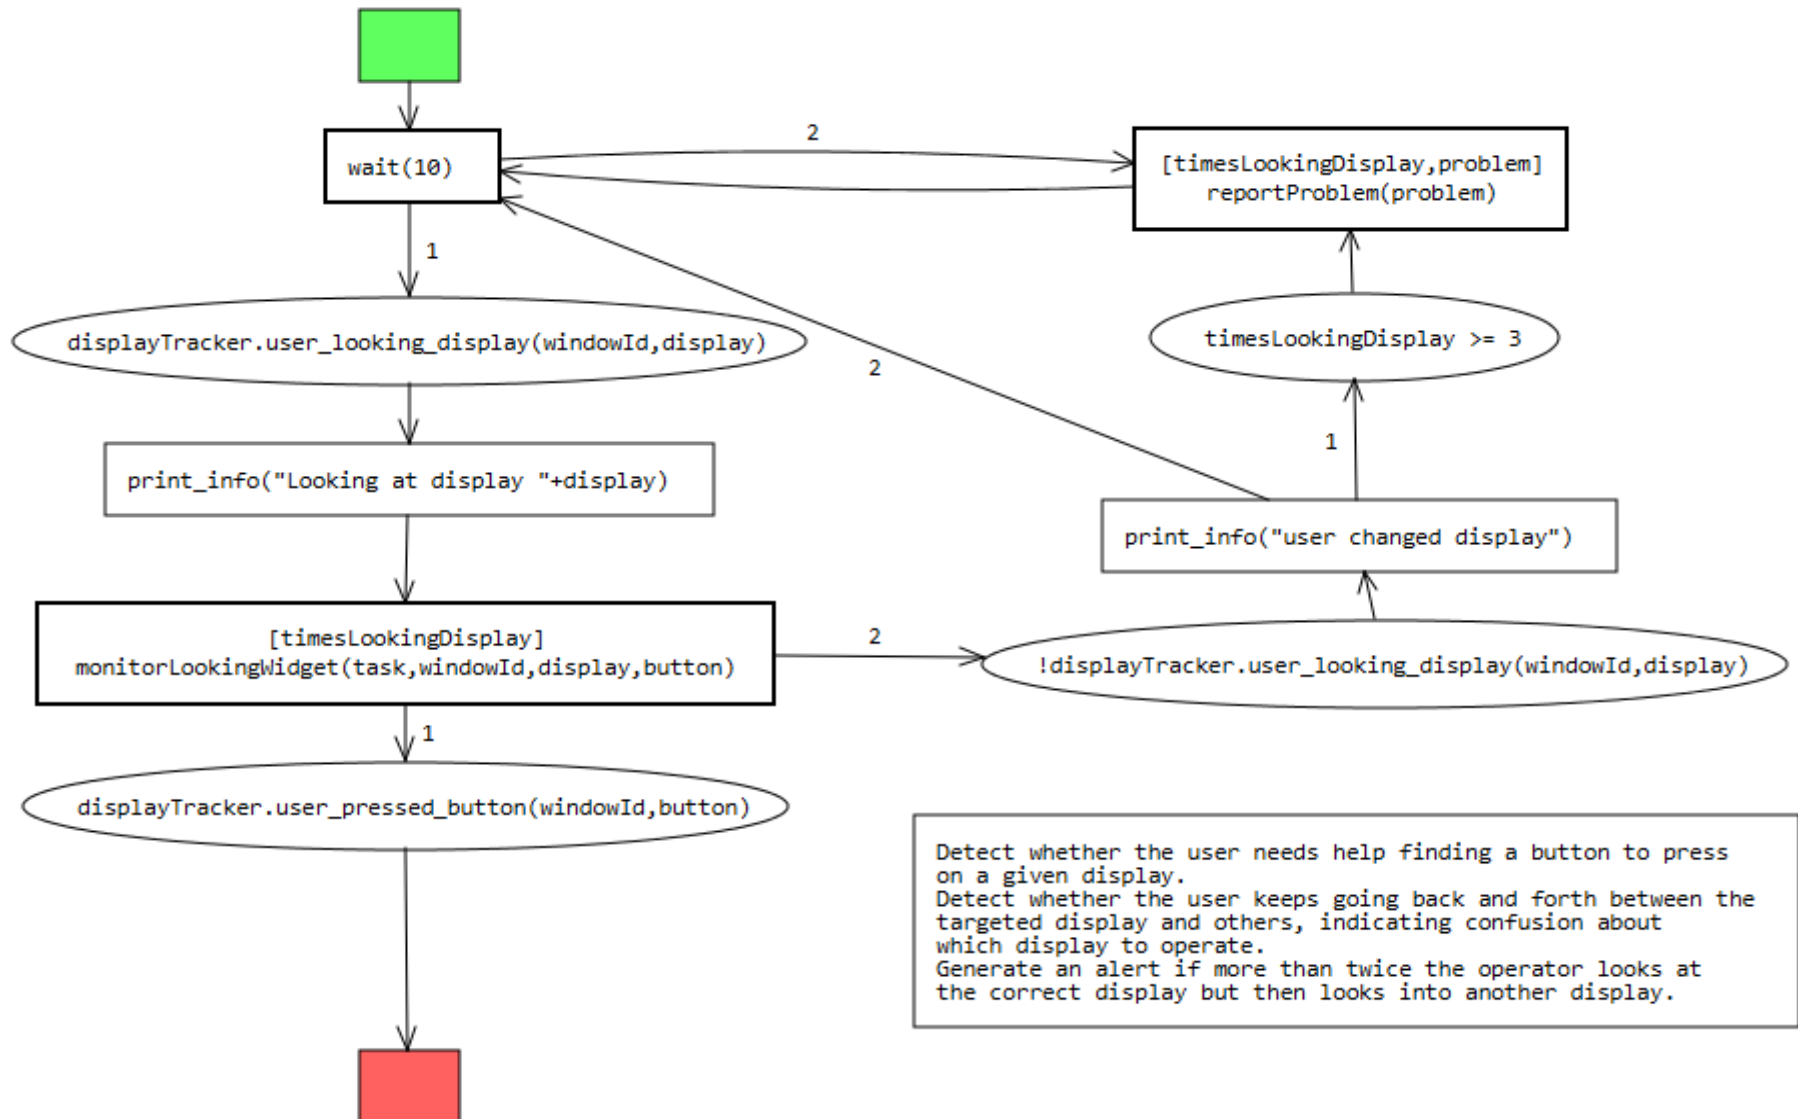 wait(10)
2
[timesLookingDisplay,problem]
reportProblem(problem)
1
displayTracker.user_looking_display(windowId,display)
timesLookingDisplay >= 3
2
1
print_info("Looking at display "+display)
print_info("user changed display")
[timesLookingDisplay]
monitorLookingWidget(task,windowId,display,button)
2
!displayTracker.user_looking_display(windowId,display)
1
displayTracker.user_pressed_button(windowId,button)
Detect whether the user needs help finding a button to press
on a given display.
Detect whether the user keeps going back and forth between the
targeted display and others, indicating confusion about
which display to operate.
Generate an alert if more than twice the operator looks at
the correct display but then looks into another display.